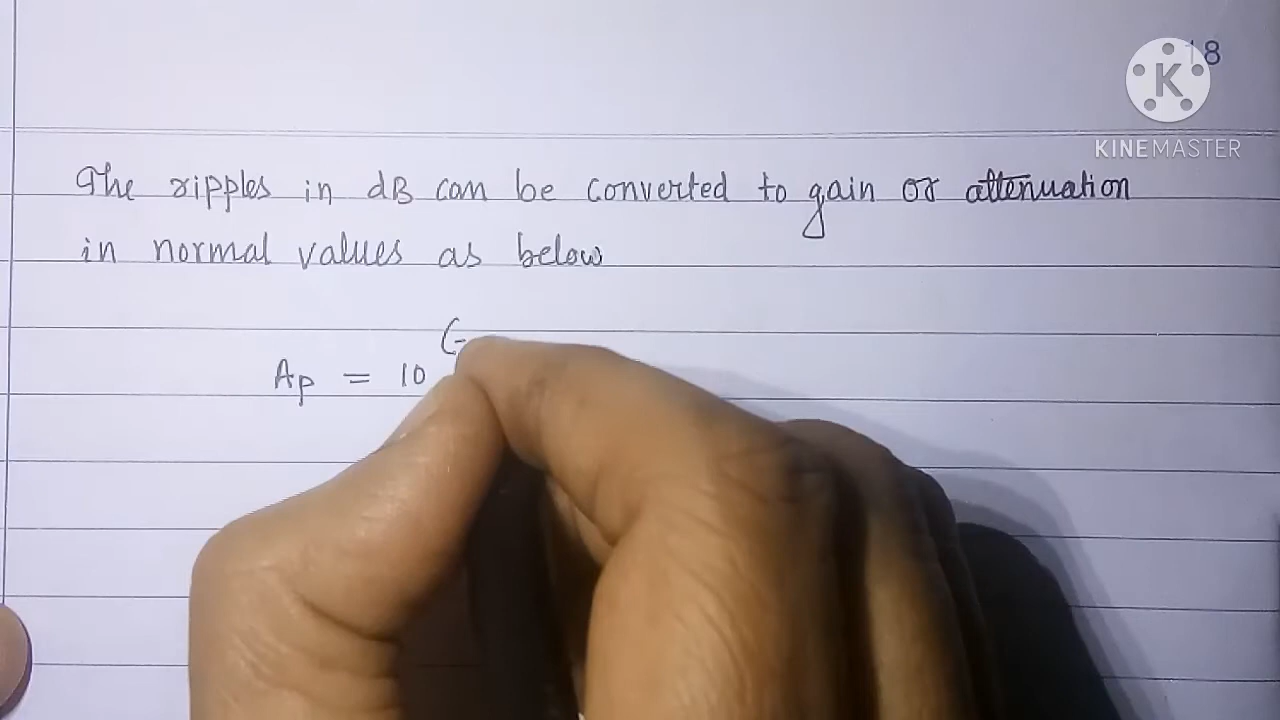 18
K
KINEMASTER
The ripples in dB can be converted to gain or attenuation
in normal values as below
Ap = 10 (-